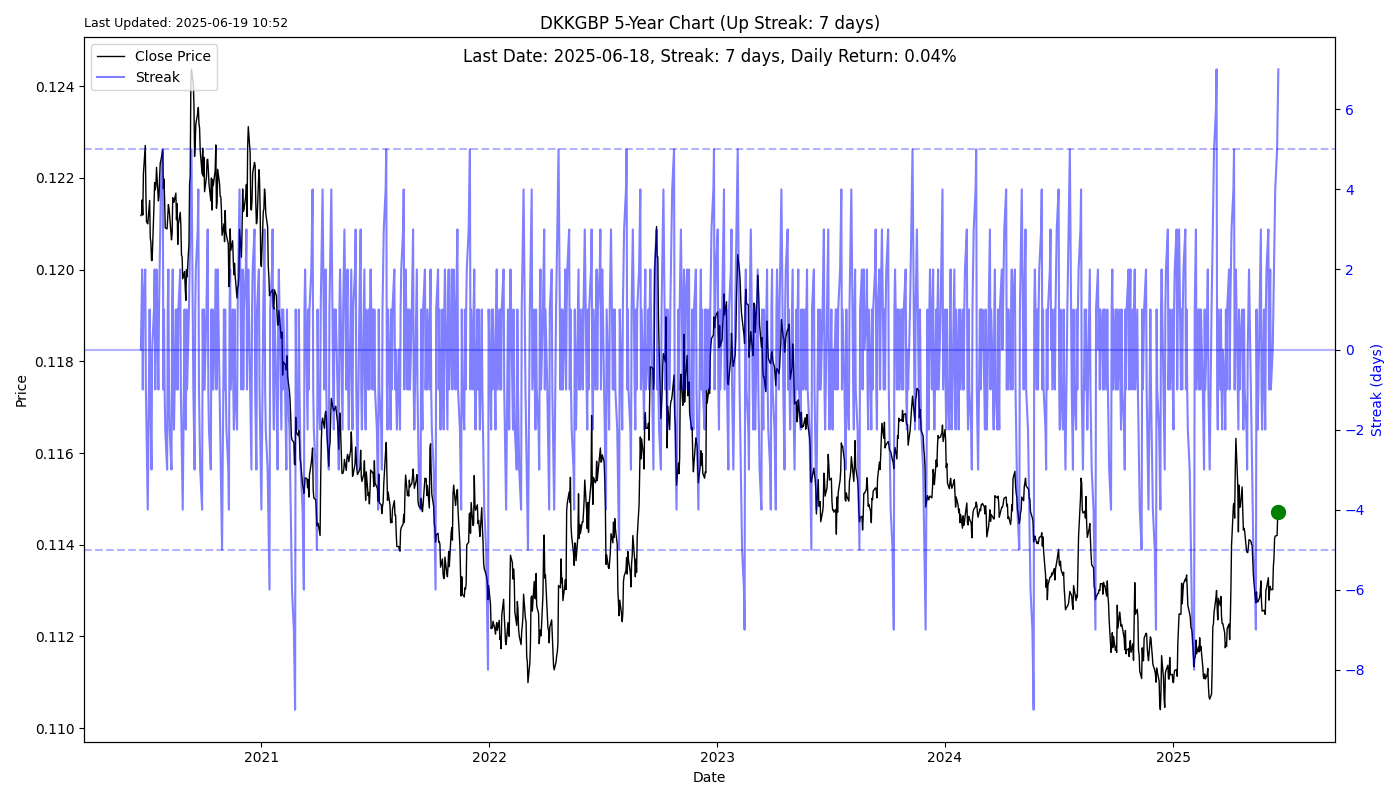 Last Updated: 2025-06-19 10:52
DKKGBP 5-Year Chart (Up Streak: 7 days)
Last Date: 2025-06-18, Streak: 7 days, Daily Return: 0.04%
Close Price
Streak
0.124
0.122
0.120
0.118
0.116
0.114
0.112
0.110
Price
6
4
2
0
−2
−4
−6
−8
Streak (days)
2021
2022
2023
2024
2025
Date